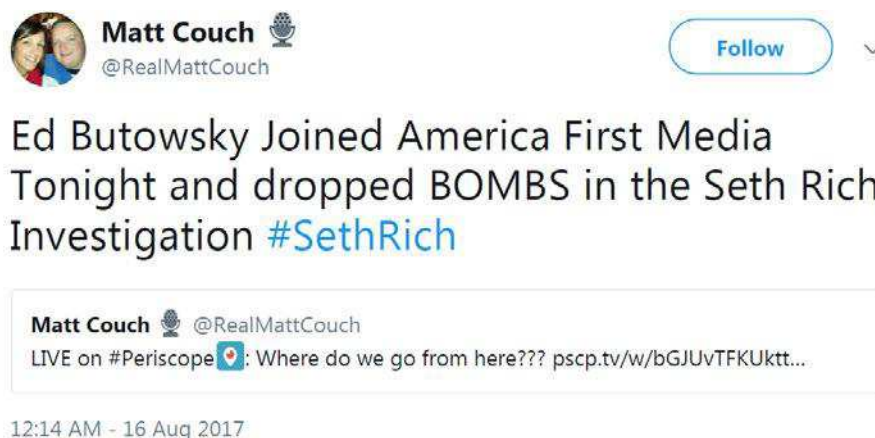 Matt Couch
@RealMattCouch
Follow
Ed Butowsky Joined America First Media
Tonight and dropped BOMBS in the Seth Rich
Investigation #SethRich
Matt Couch @RealMattCouch
LIVE on #Periscope: Where do we go from here??? pscp.tv/w/bGJUvTFKUktt...
12:14 AM - 16 Aug 2017